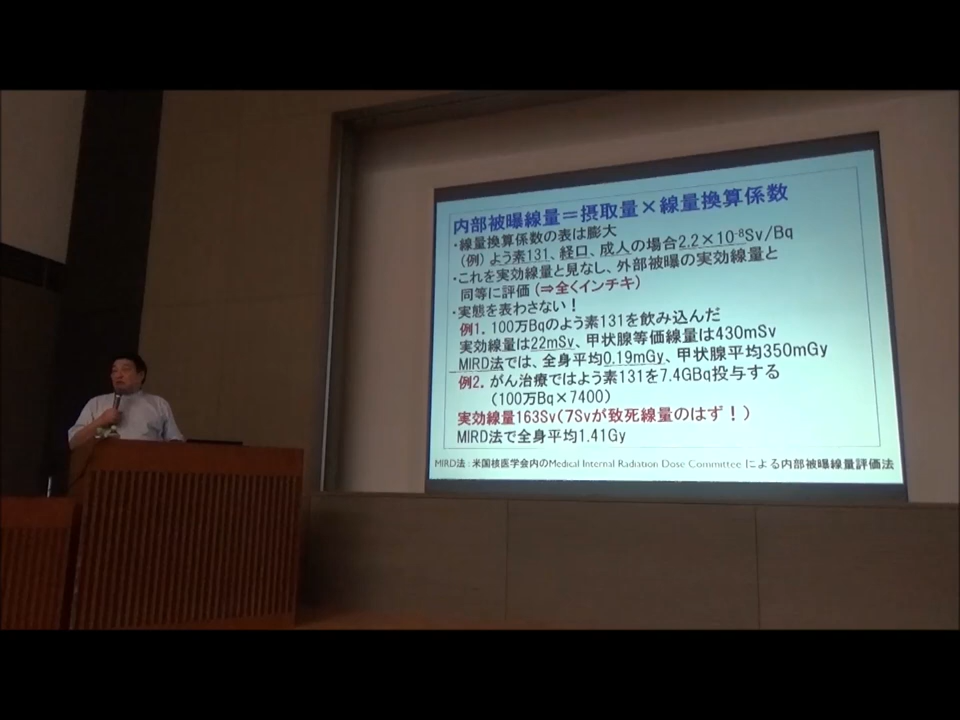 内部被曝線量＝摂取量×線量換算係数
・線量換算係数の表は膨大
（例）よう素131、経口、成人の場合2.2×10⁻⁸Sv/Bq
・これを実効線量と見なし、外部被曝の実効線量と
同等に評価（⇒全くインチキ）
・実態を表わさない！
例1．100万Bqのよう素131を飲み込んだ
実効線量は22mSv、甲状腺等価線量は430mSv
MIRD法では、全身平均0.19mGy、甲状腺平均350mGy
例2．がん治療ではよう素131を7.4GBq投与する
（100万Bq×7400）
実効線量163Sv（7Svが致死線量のはず！）
MIRD法で全身平均1.41Gy
MIRD法：米国核医学会内のMedical Internal Radiation Dose Committee による内部被曝線量評価法